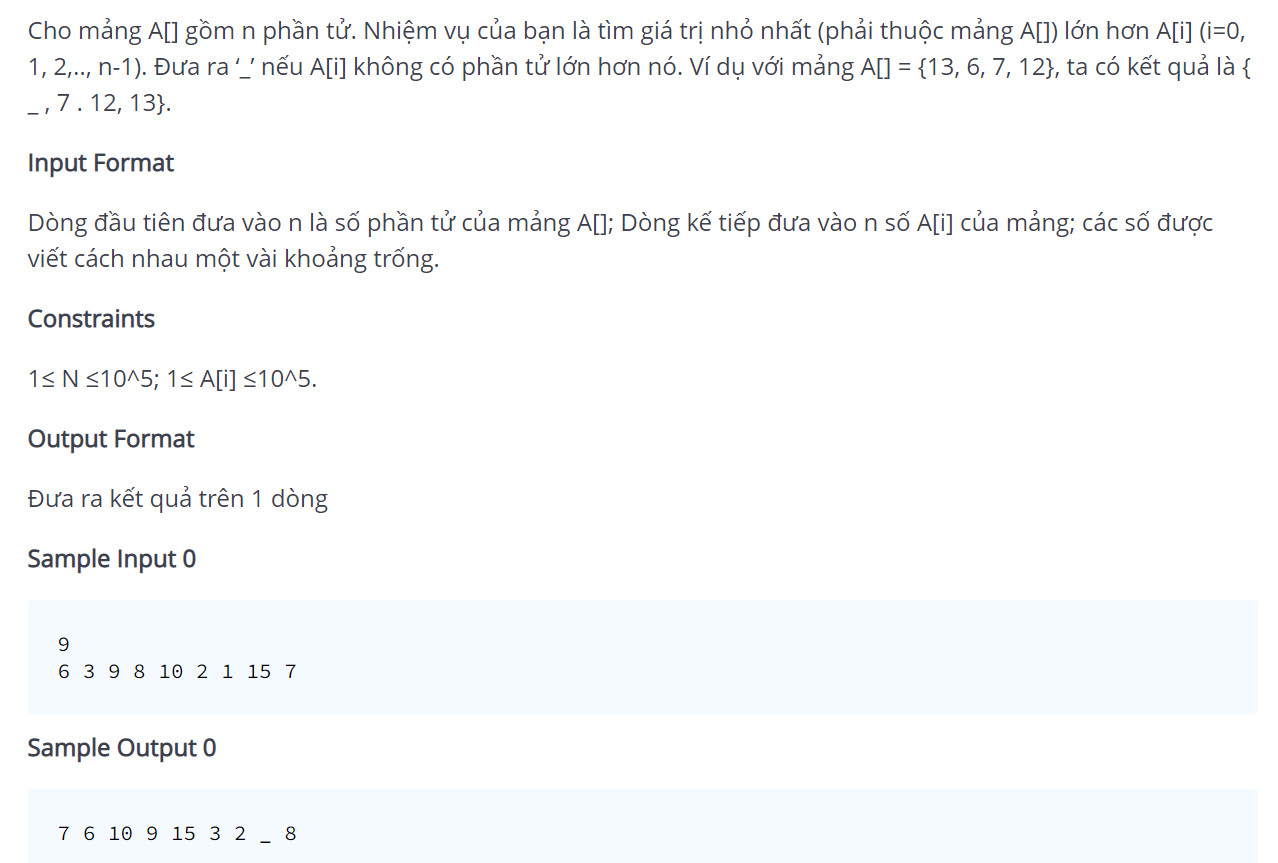 Cho mảng A[] gồm n phần tử. Nhiệm vụ của bạn là tìm giá trị nhỏ nhất (phải thuộc mảng A[]) lớn hơn A[i] (i=0,
1, 2,.., n-1). Đưa ra ‘_’ nếu A[i] không có phần tử lớn hơn nó. Ví dụ với mảng A[] = {13, 6, 7, 12}, ta có kết quả là {
_ , 7 . 12, 13}.
Input Format
Dòng đầu tiên đưa vào n là số phần tử của mảng A[]; Dòng kế tiếp đưa vào n số A[i] của mảng; các số được
viết cách nhau một vài khoảng trống.
Constraints
1≤ N ≤10^5; 1≤ A[i] ≤10^5.
Output Format
Đưa ra kết quả trên 1 dòng
Sample Input 0
9
6 3 9 8 10 2 1 15 7
Sample Output 0
7 6 10 9 15 3 2 _ 8